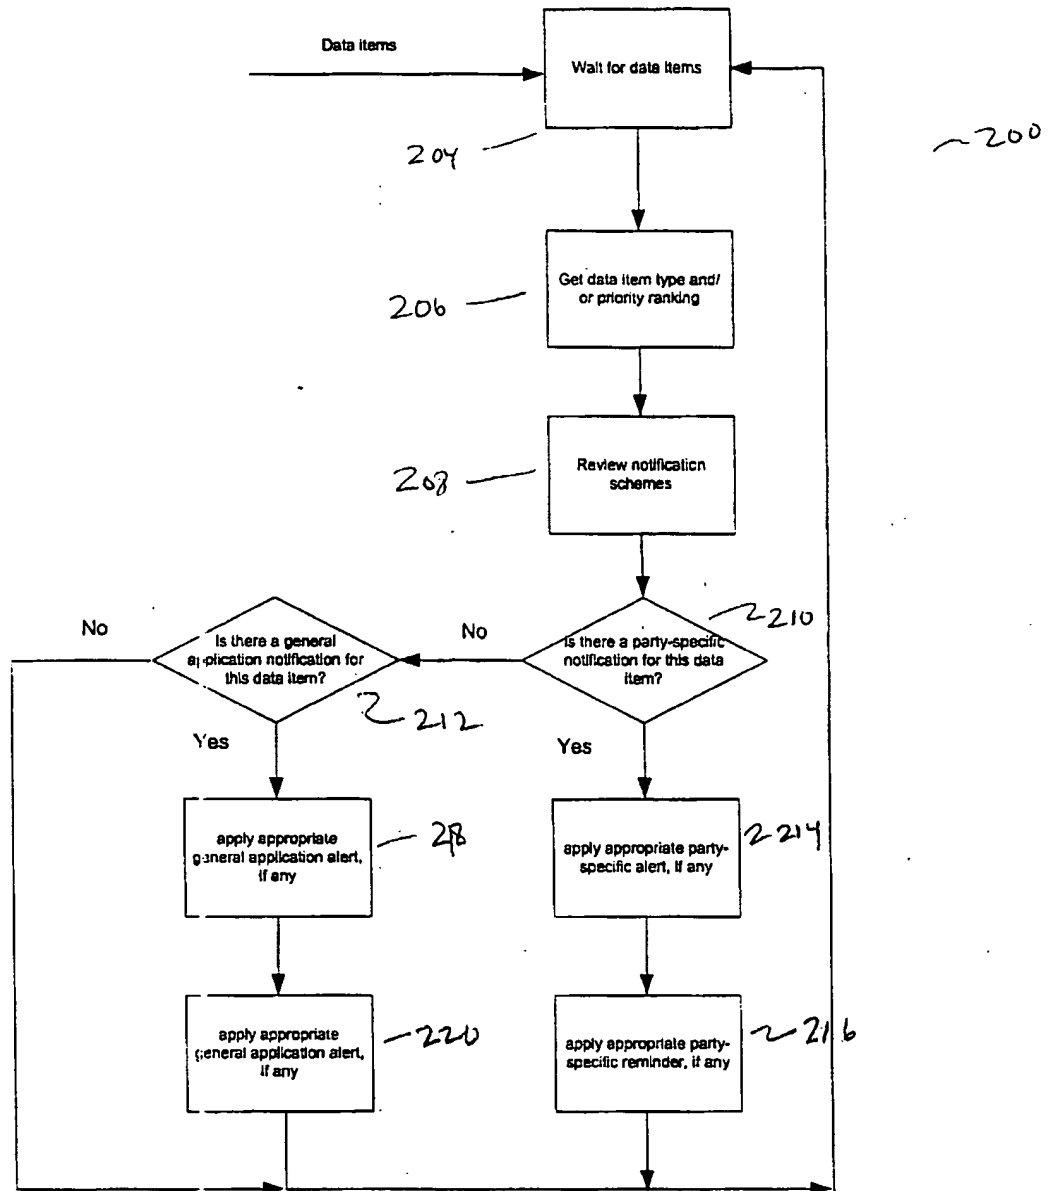 Data items
Wait for data items
204
200
Get data item type and/
or priority ranking
206
Review notification
schemes
208
210
Is there a party-specific
notification for this data
item?
No
Is there a general
application notification for
this data item?
No
212
Yes
Yes
apply appropriate
general application alert,
if any
218
apply appropriate party-
specific alert, if any
214
apply appropriate
general application alert,
if any
220
apply appropriate party-
specific reminder, if any
216